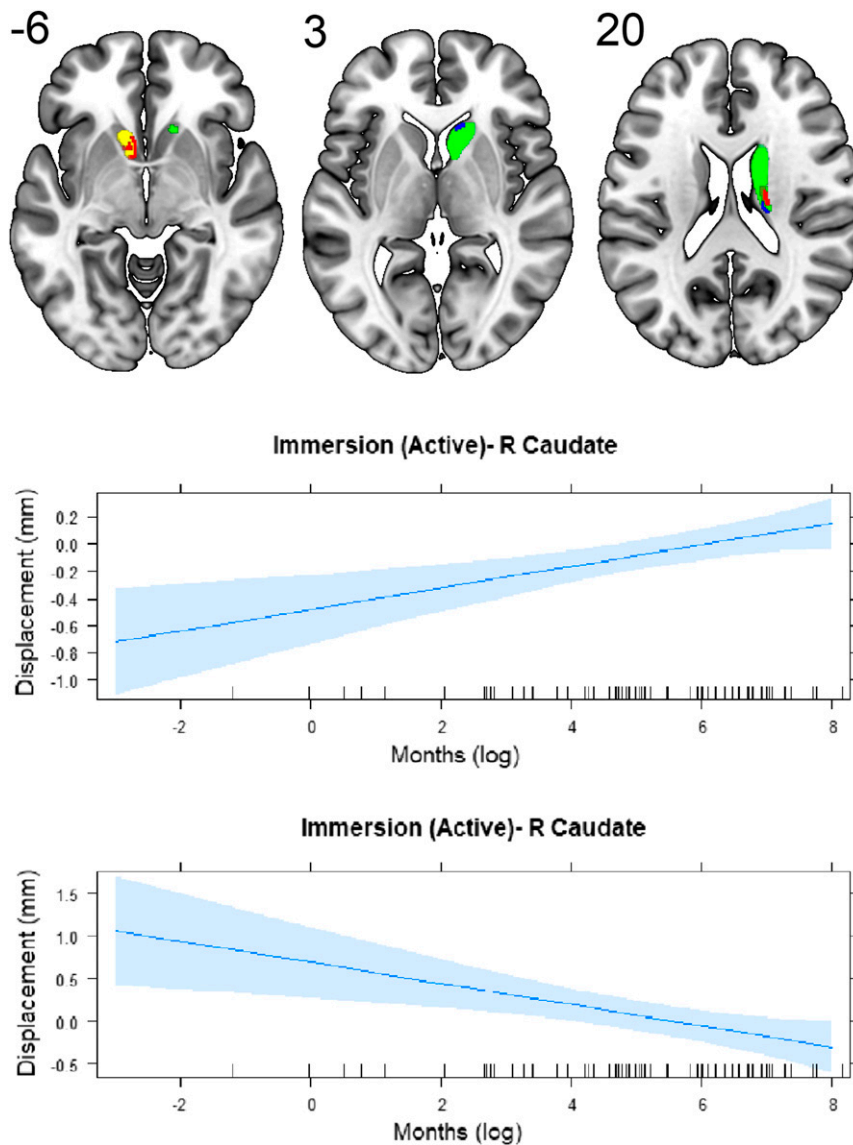 -6 3 20
Immersion (Active)- R Caudate
Displacement (mm)
0.2
0.0
-0.2
-0.4
-0.6
-0.8
-1.0
-2 0 2 4 6 8
Months (log)
Immersion (Active)- R Caudate
Displacement (mm)
1.5
1.0
0.5
0.0
-0.5
-2 0 2 4 6 8
Months (log)